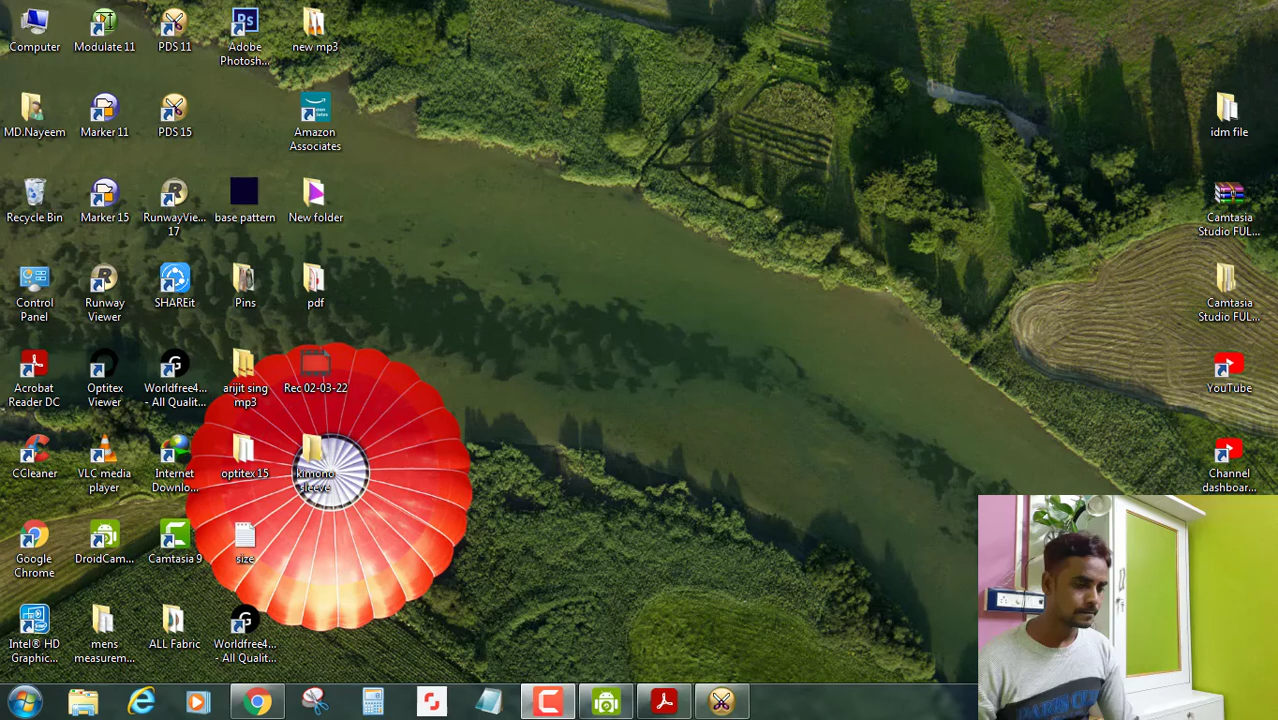 Computer
Modulate 11
PDS 11
Ps
Adobe
Photosh...
new mp3
MD.Nayeem
Marker 11
PDS 15
Amazon
Associates
idm file
Recycle Bin
Marker 15
RunwayVie...
17
base pattern
New folder
Camtasia
Studio FUL...
Control
Panel
Runway
Viewer
SHAREit
Pins
pdf
Camtasia
Studio FUL...
Acrobat
Reader DC
Optitex
Viewer
G
Worldfree4...
- All Qualit...
arijit sing
mp3
Rec 02-03-22
YouTube
CCleaner
VLC media
player
Internet
Downlo...
optitex 15
kimono
sleeve
Channel
dashboar...
Google
Chrome
DroidCam...
Camtasia 9
size
Intel® HD
Graphic...
mens
measurem...
ALL Fabric
G
Worldfree4...
- All Qualit...